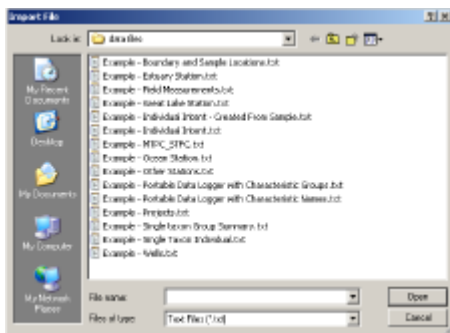 Import File
Look in:
data files
My Recent Documents
Desktop
My Documents
My Computer
My Network Places
Example - Boundary and Sample Locations.txt
Example - Estuary Station.txt
Example - Field Measurements.txt
Example - Great Lake Station.txt
Example - Individual Intent - Created From Sample.txt
Example - Individual Intent.txt
Example - MTPC_STPC.txt
Example - Ocean Station.txt
Example - Other Stations.txt
Example - Portable Data Logger with Characteristic Groups.txt
Example - Portable Data Logger with Characteristic Names.txt
Example - Projects.txt
Example - Single taxon Group Summary.txt
Example - Single Taxon Individual.txt
Example - Wells.txt
File name:
Open
Files of type:
Text Files (*.txt)
Cancel